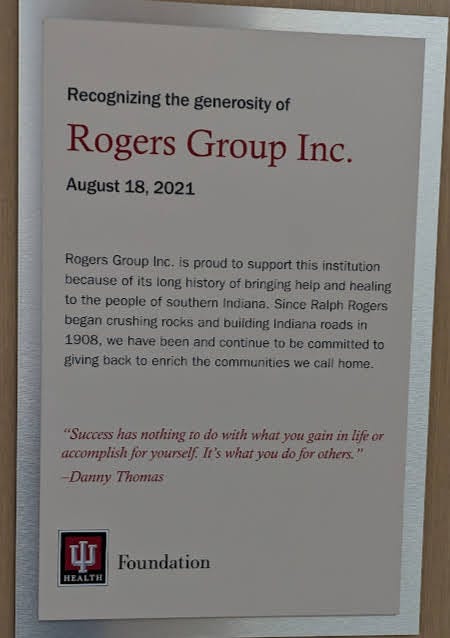 Recognizing the generosity of
Rogers Group Inc.
August 18, 2021
Rogers Group Inc. is proud to support this institution
because of its long history of bringing help and healing
to the people of southern Indiana. Since Ralph Rogers
began crushing rocks and building Indiana roads in
1908, we have been and continue to be committed to
giving back to enrich the communities we call home.
“Success has nothing to do with what you gain in life or
accomplish for yourself. It’s what you do for others.”
–Danny Thomas
IU
HEALTH
Foundation